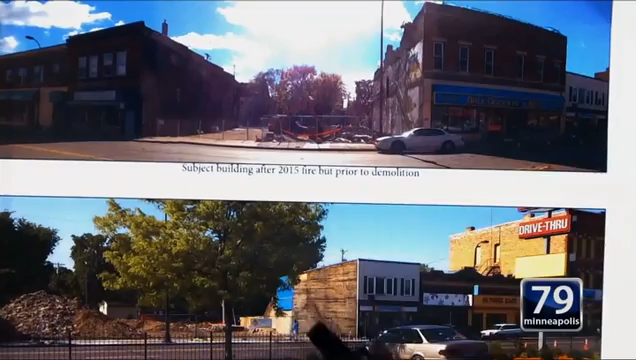 Subject building after 2015 fire but prior to demolition
DRIVE-THRU
79
minneapolis